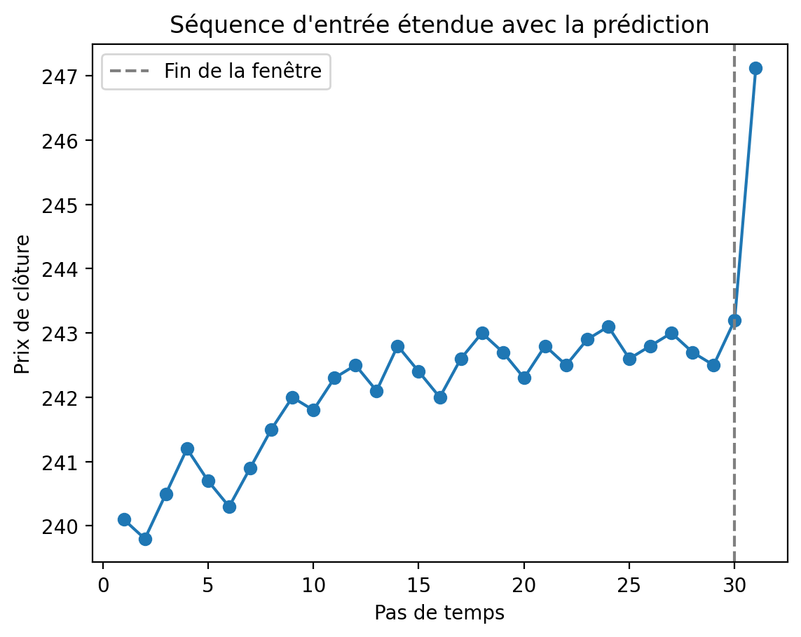 Séquence d'entrée étendue avec la prédiction
Fin de la fenêtre
247
246
245
244
243
242
241
240
Prix de clôture
0 5 10 15 20 25 30
Pas de temps